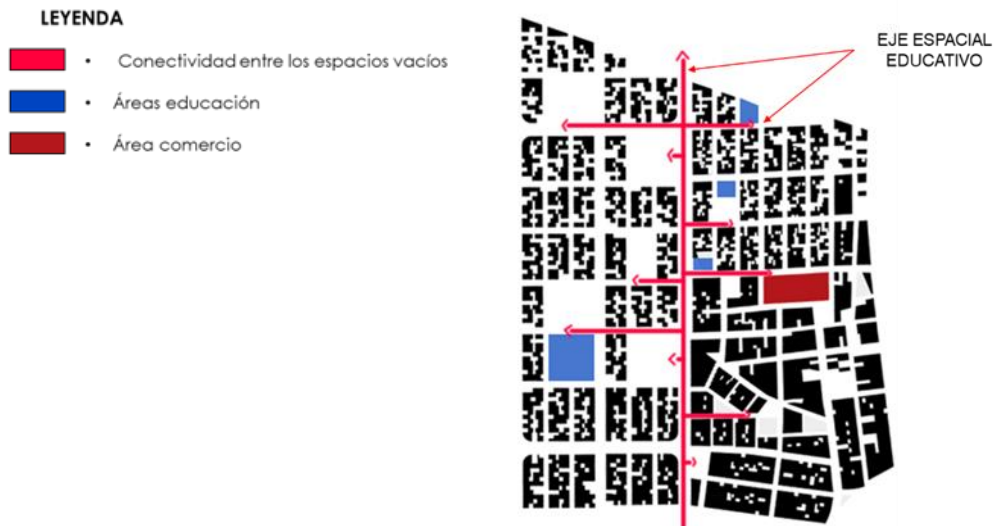 LEYENDA
• Conectividad entre los espacios vacíos
• Áreas educación
• Área comercio
EJE ESPACIAL
EDUCATIVO